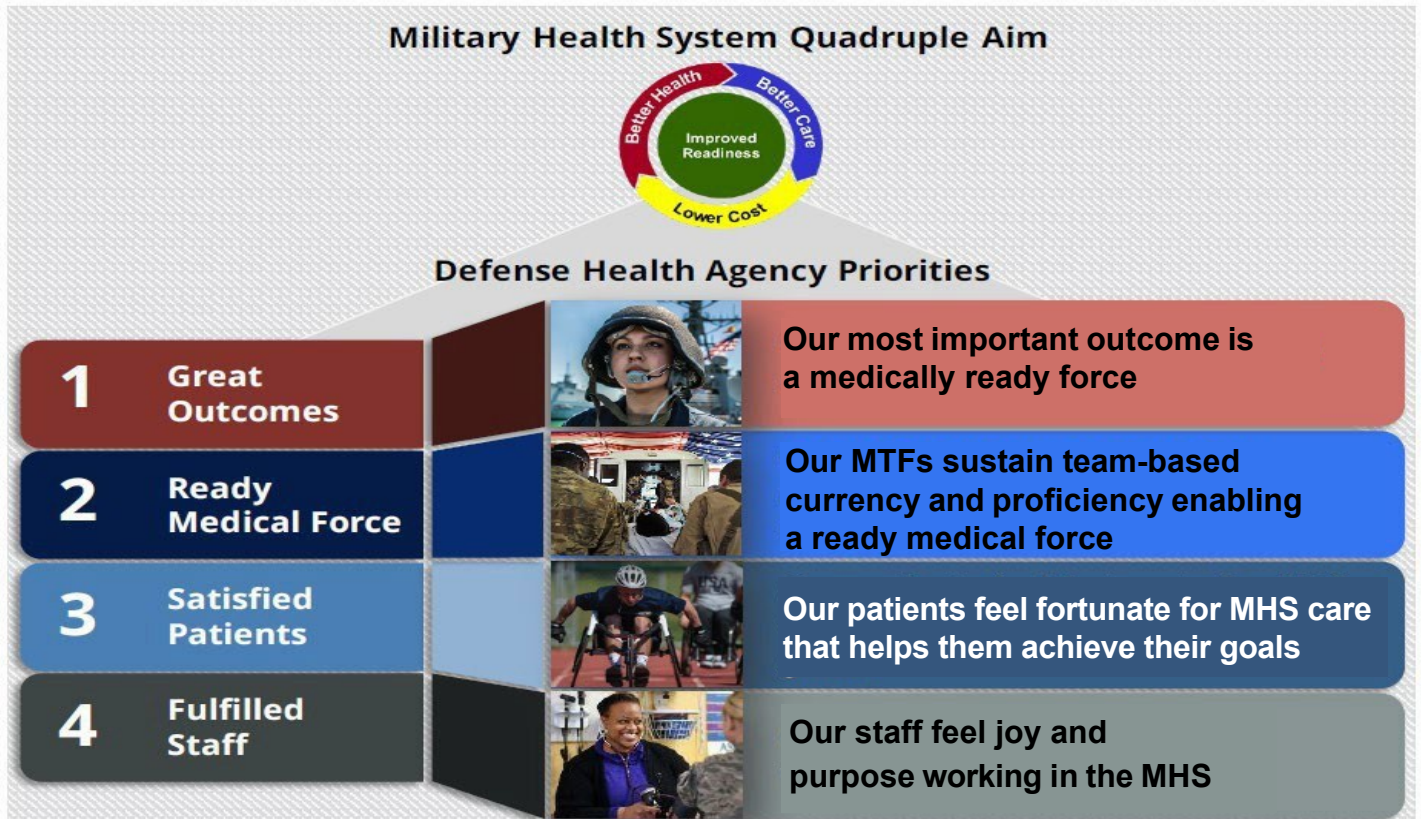 Military Health System Quadruple Aim
Better Health
Better Care
Improved
Readiness
Lower Cost
Defense Health Agency Priorities
1
Great
Outcomes
Our most important outcome is
a medically ready force
2
Ready
Medical Force
Our MTFs sustain team-based
currency and proficiency enabling
a ready medical force
3
Satisfied
Patients
USA
Our patients feel fortunate for MHS care
that helps them achieve their goals
4
Fulfilled
Staff
Our staff feel joy and
purpose working in the MHS